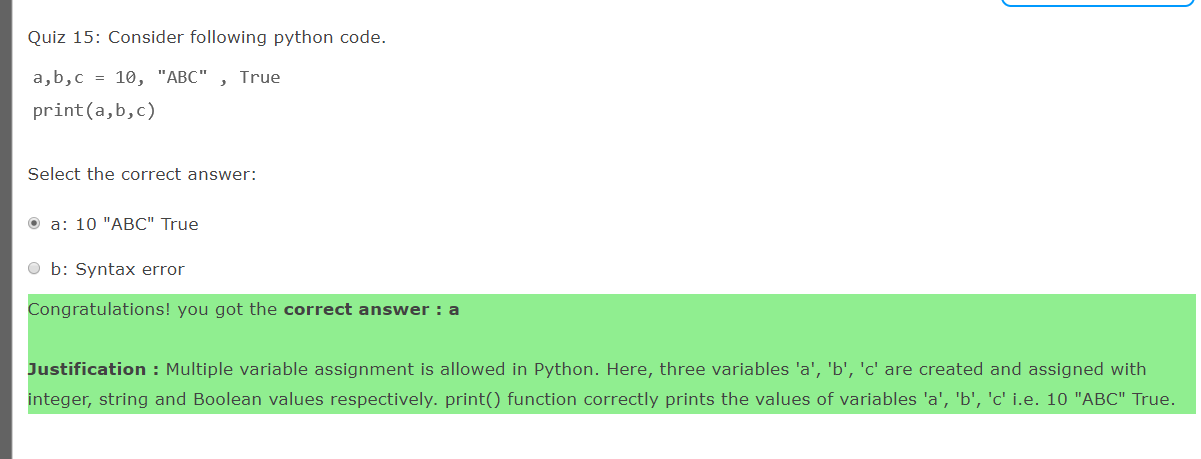 Quiz 15: Consider following python code.
a,b,c = 10, "ABC" , True
print(a,b,c)
Select the correct answer:
a: 10 "ABC" True
b: Syntax error
Congratulations! you got the correct answer : a
Justification : Multiple variable assignment is allowed in Python. Here, three variables 'a', 'b', 'c' are created and assigned with
integer, string and Boolean values respectively. print() function correctly prints the values of variables 'a', 'b', 'c' i.e. 10 "ABC" True.